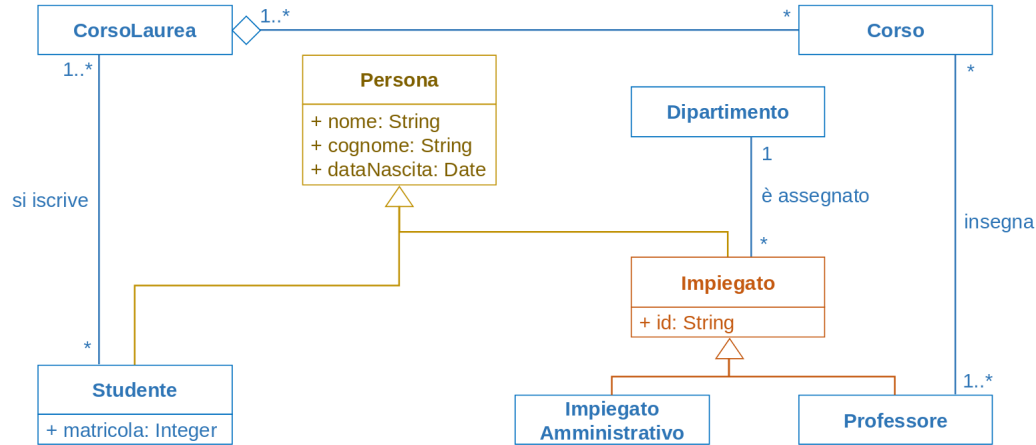 CorsoLaurea
1..*
*
Corso
1..*
Persona
*
+ nome: String
+ cognome: String
+ dataNascita: Date
Dipartimento
1
si iscrive
è assegnato
insegna
*
Impiegato
+ id: String
*
Studente
+ matricola: Integer
Impiegato
Amministrativo
1..*
Professore